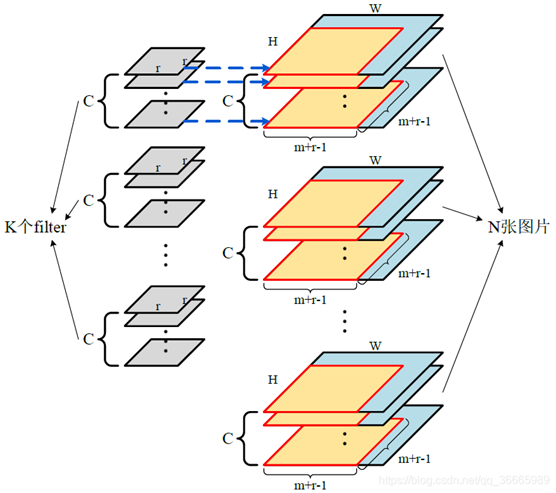 W
H
r r
C
C
m+r-1
m+r-1
W
r r
H
C
K个filter
N张图片
C
m+r-1
m+r-1
W
r r
H
C
C
m+r-1
m+r-1
https://blog.csdn.net/qq_36665989